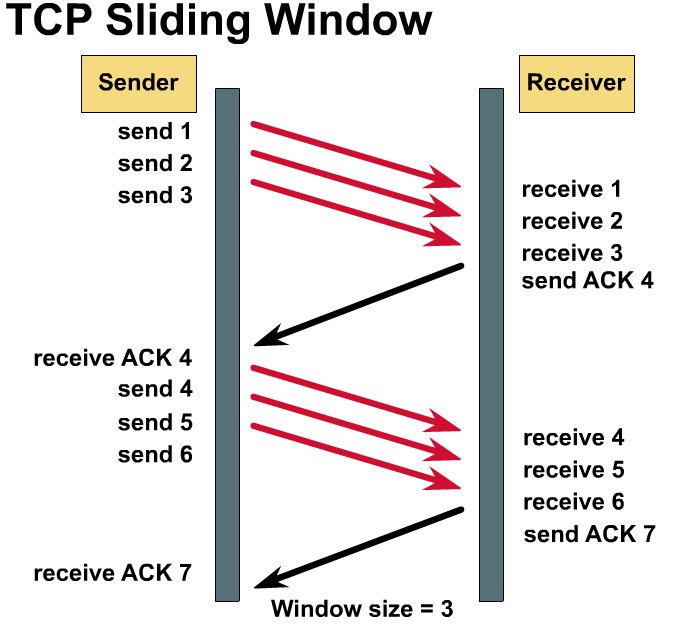 TCP Sliding Window
Sender
Receiver
send 1
send 2
send 3
receive 1
receive 2
receive 3
send ACK 4
receive ACK 4
send 4
send 5
send 6
receive 4
receive 5
receive 6
send ACK 7
receive ACK 7
Window size = 3